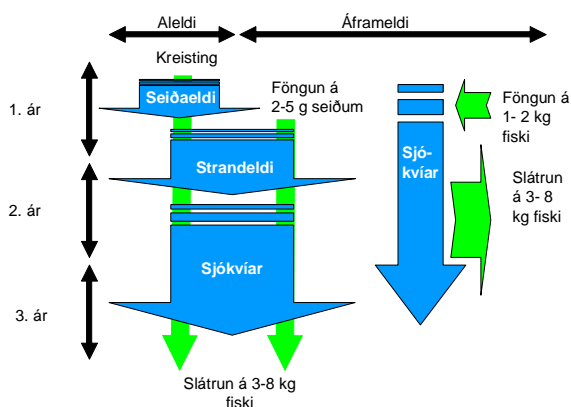 Aleldi
Áframeldi
Kreisting
1. ár
Seiðaeldi
Föngun á
2-5 g seiðum
Föngun á
1- 2 kg
fiski
Strandeldi
Sjó-
kvíar
Slátrun
á 3- 8
kg fiski
2. ár
Sjókvíar
3. ár
Slátrun á 3-8 kg
fiski